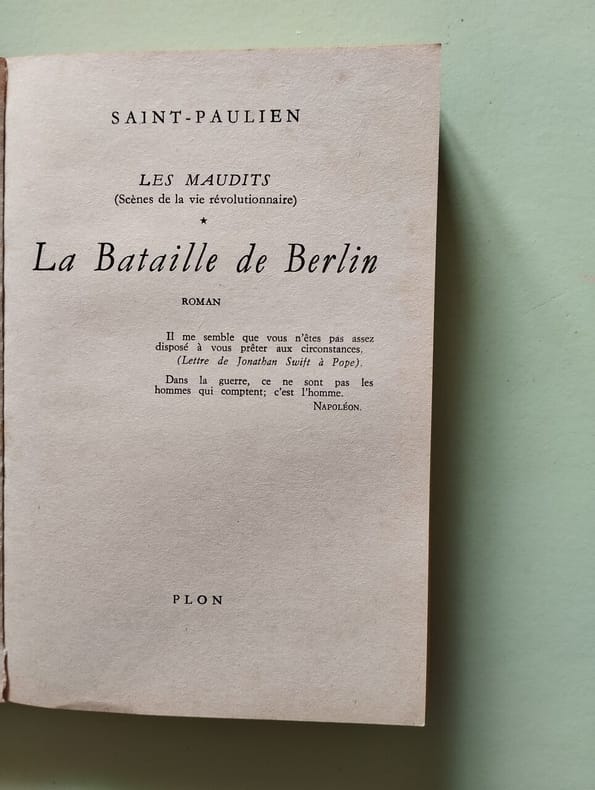 SAINT-PAULIEN
LES MAUDITS
(Scènes de la vie révolutionnaire)
★
La Bataille de Berlin
ROMAN
Il me semble que vous n'êtes pas assez
disposé à vous prêter aux circonstances.
(Lettre de Jonathan Swift à Pope).
Dans la guerre, ce ne sont pas les
hommes qui comptent; c'est l'homme.
NAPOLÉON.
PLON